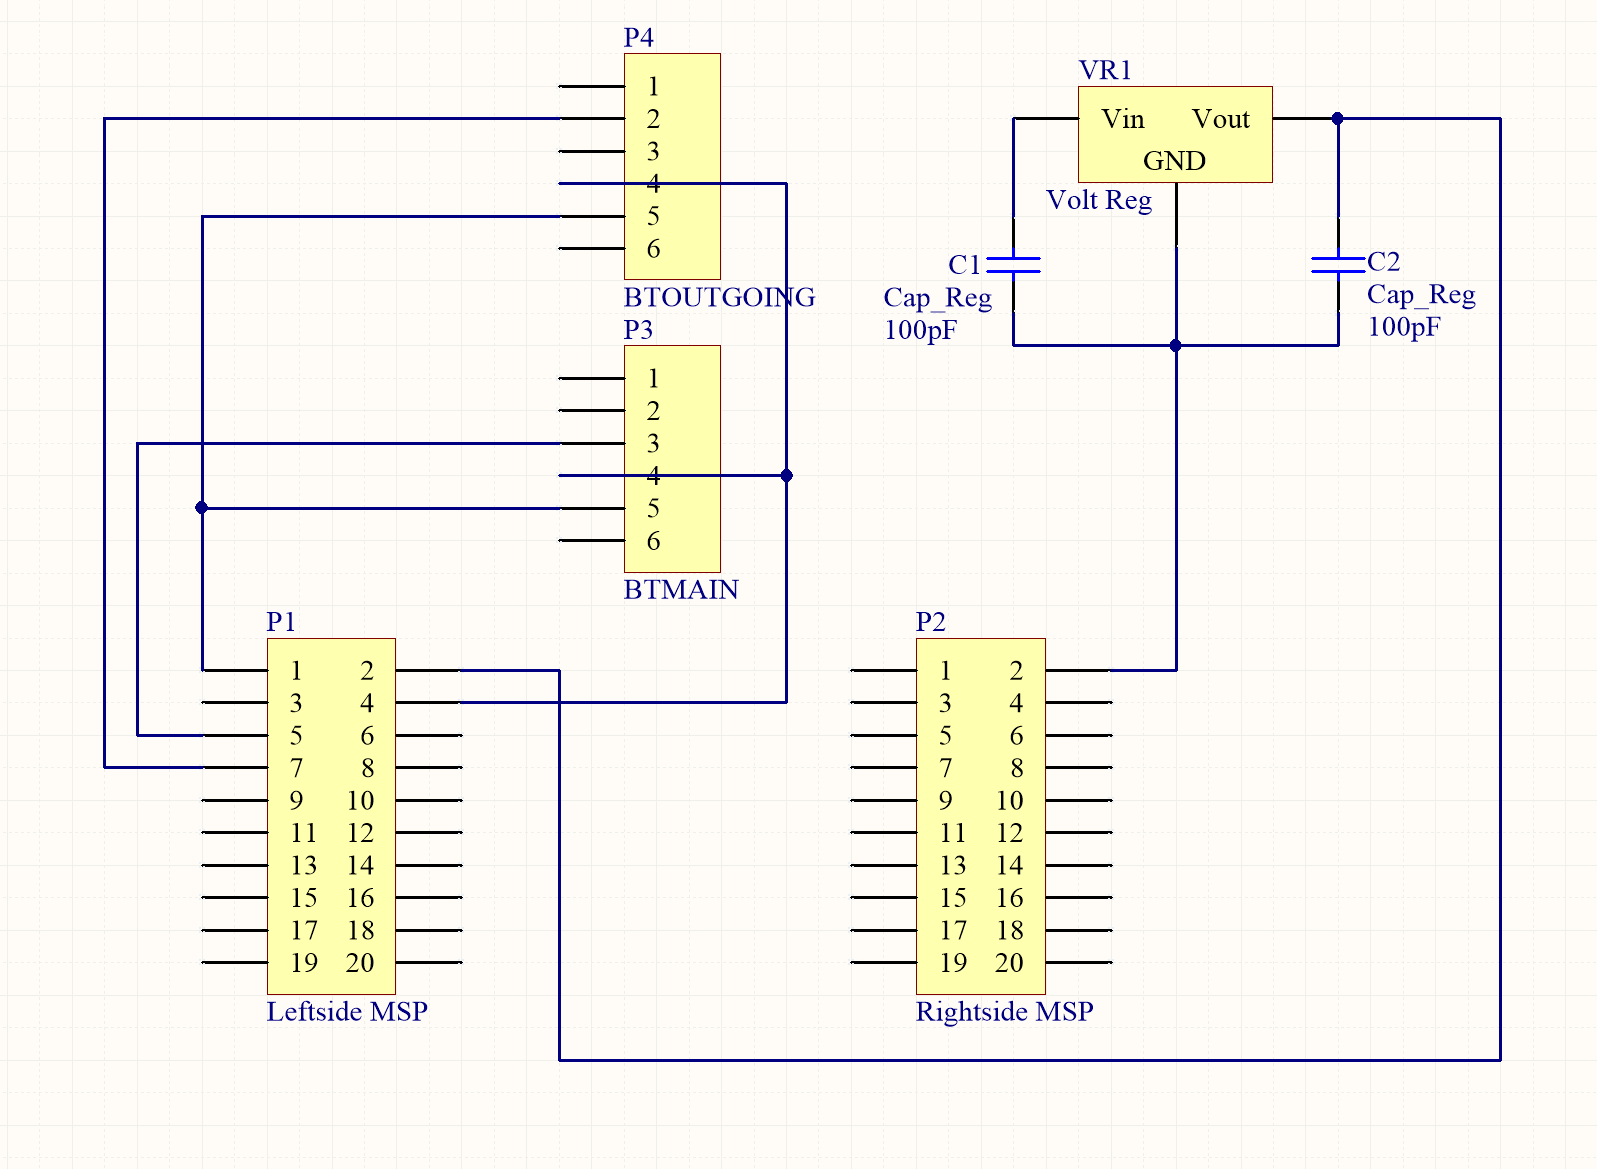 P4
1
2
3
4
5
6
BTOUTGOING
P3
1
2
3
4
5
6
BTMAIN
VR1
Vin Vout
GND
Volt Reg
C1
Cap_Reg
100pF
C2
Cap_Reg
100pF
P1
1 2
3 4
5 6
7 8
9 10
11 12
13 14
15 16
17 18
19 20
Leftside MSP
P2
1 2
3 4
5 6
7 8
9 10
11 12
13 14
15 16
17 18
19 20
Rightside MSP